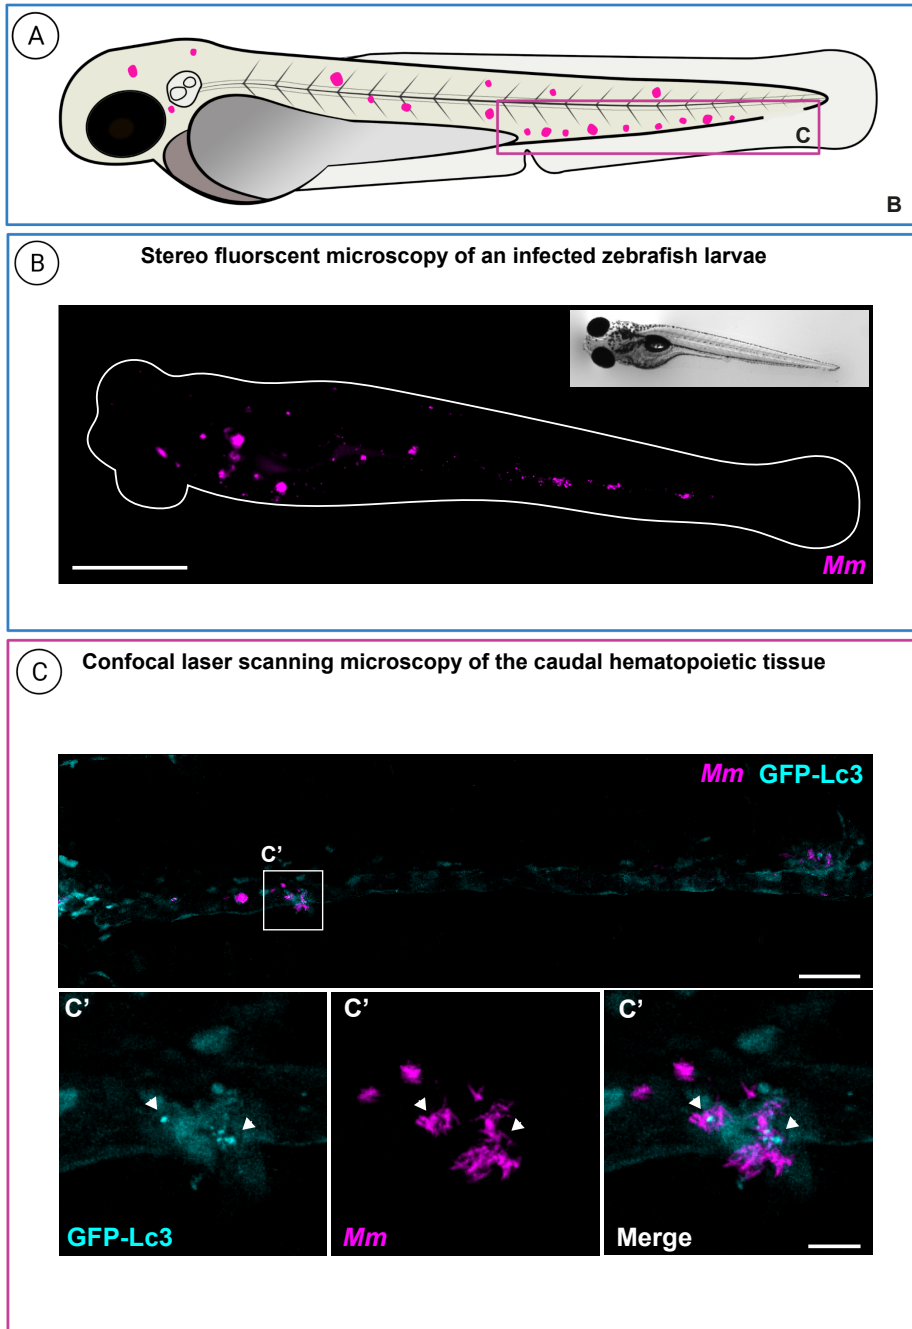 A
C
B
B
Stereo fluorscent microscopy of an infected zebrafish larvae
Mm
C
Confocal laser scanning microscopy of the caudal hematopoietic tissue
Mm GFP-Lc3
C'
C'
C'
C'
GFP-Lc3
Mm
Merge